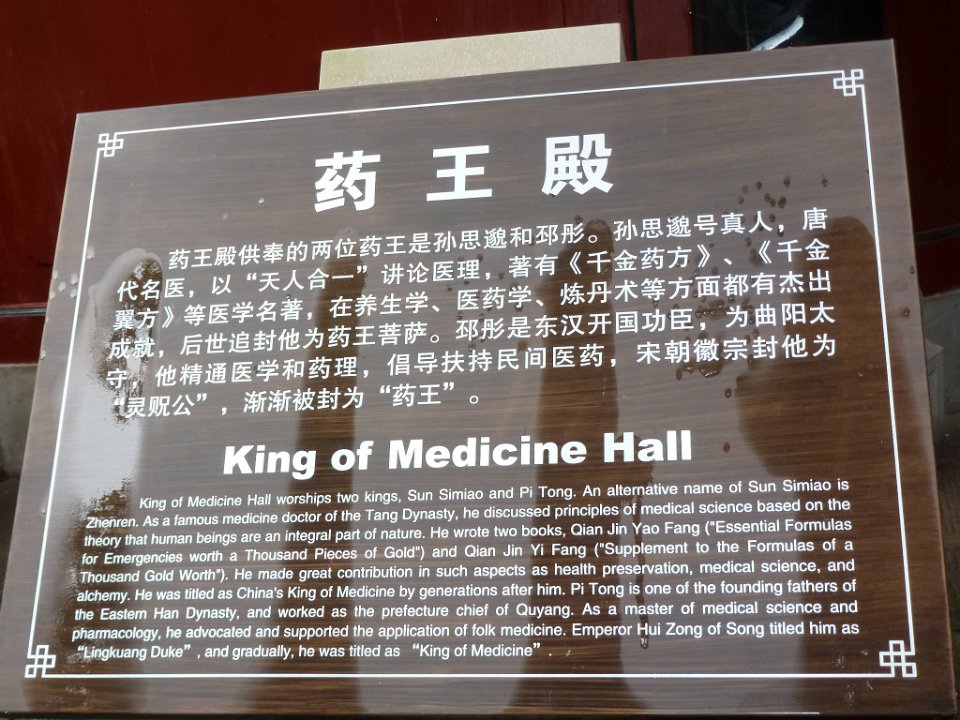 药王殿
药王殿供奉的两位药王是孙思邈和邳彤。孙思邈号真人，唐
代名医，以“天人合一”讲论医理，著有《千金药方》、《千金
翼方》等医学名著，在养生学、医药学、炼丹术等方面都有杰出
成就，后世追封他为药王菩萨。邳彤是东汉开国功臣，为曲阳太
守，他精通医学和药理，倡导扶持民间医药，宋朝徽宗封他为
“灵贶公”，渐渐被封为“药王”。
King of Medicine Hall
King of Medicine Hall worships two kings, Sun Simiao and Pi Tong. An alternative name of Sun Simiao is
Zhenren. As a famous medicine doctor of the Tang Dynasty, he discussed principles of medical science based on the
theory that human beings are an integral part of nature. He wrote two books, Qian Jin Yao Fang ("Essential Formulas
for Emergencies worth a Thousand Pieces of Gold") and Qian Jin Yi Fang ("Supplement to the Formulas of a
Thousand Gold Worth"). He made great contribution in such aspects as health preservation, medical science, and
alchemy. He was titled as China's King of Medicine by generations after him. Pi Tong is one of the founding fathers of
the Eastern Han Dynasty, and worked as the prefecture chief of Quyang. As a master of medical science and
pharmacology, he advocated and supported the application of folk medicine. Emperor Hui Zong of Song titled him as
“Lingkuang Duke”, and gradually, he was titled as “King of Medicine”.